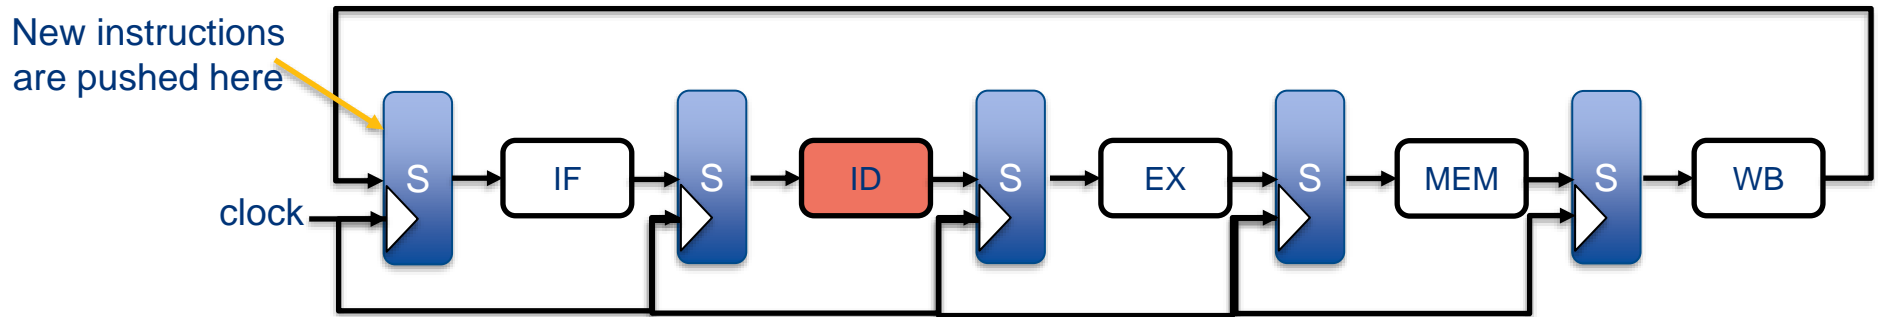 New instructions
are pushed here
S
IF
S
ID
S
EX
S
MEM
S
WB
clock